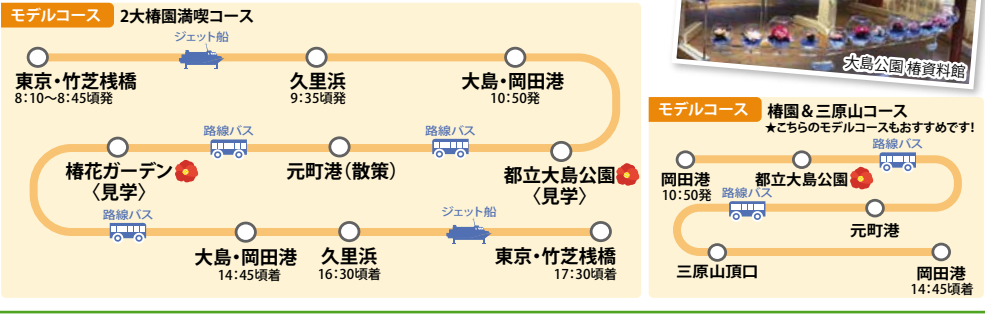 モデルコース 2大椿園満喫コース
ジェット船
東京・竹芝桟橋
8:10〜8:45頃発
久里浜
9:35頃発
大島・岡田港
10:50発
路線バス
路線バス
椿花ガーデン
〈見学〉
元町港(散策)
都立大島公園
〈見学〉
路線バス
ジェット船
大島・岡田港
14:45頃着
久里浜
16:30頃着
東京・竹芝桟橋
17:30頃着
大島公園 椿資料館
モデルコース 椿園&三原山コース
★こちらのモデルコースもおすすめです!
路線バス
岡田港
10:50発
都立大島公園
路線バス
元町港
三原山頂口
岡田港
14:45頃着